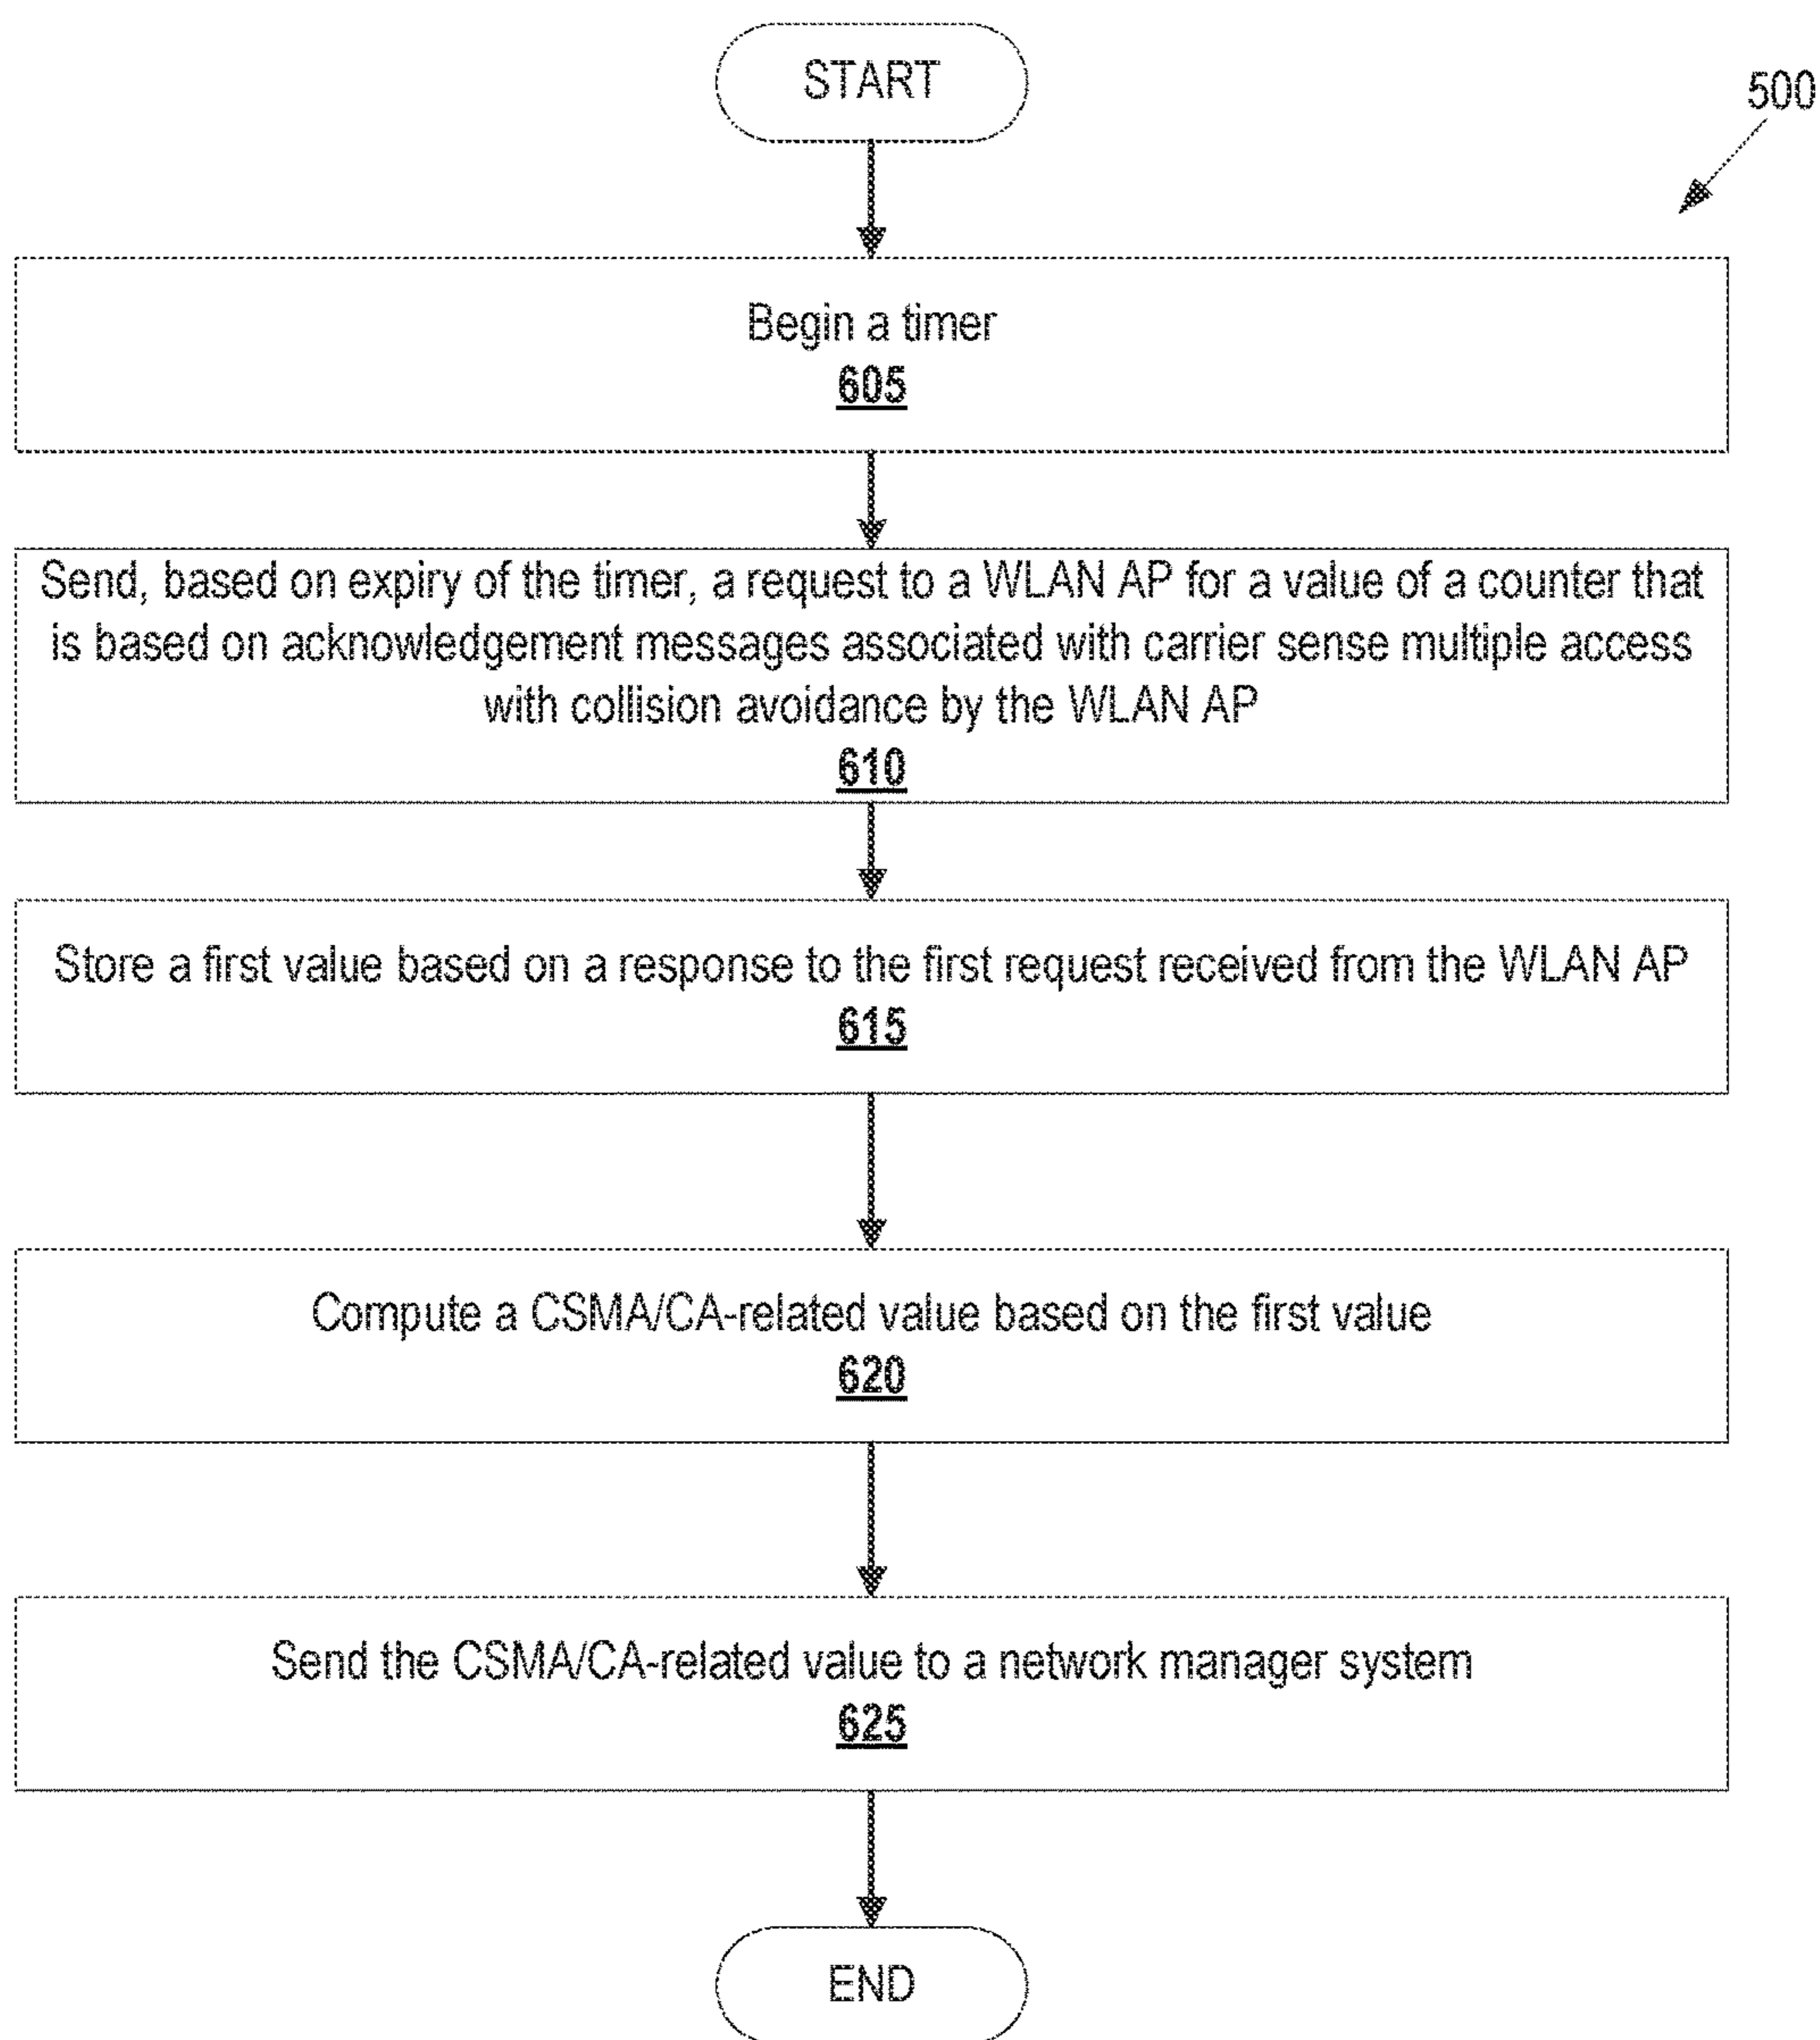 START
500
Begin a timer
605
Send, based on expiry of the timer, a request to a WLAN AP for a value of a counter that
is based on acknowledgement messages associated with carrier sense multiple access
with collision avoidance by the WLAN AP
610
Store a first value based on a response to the first request received from the WLAN AP
615
Compute a CSMA/CA-related value based on the first value
620
Send the CSMA/CA-related value to a network manager system
625
END